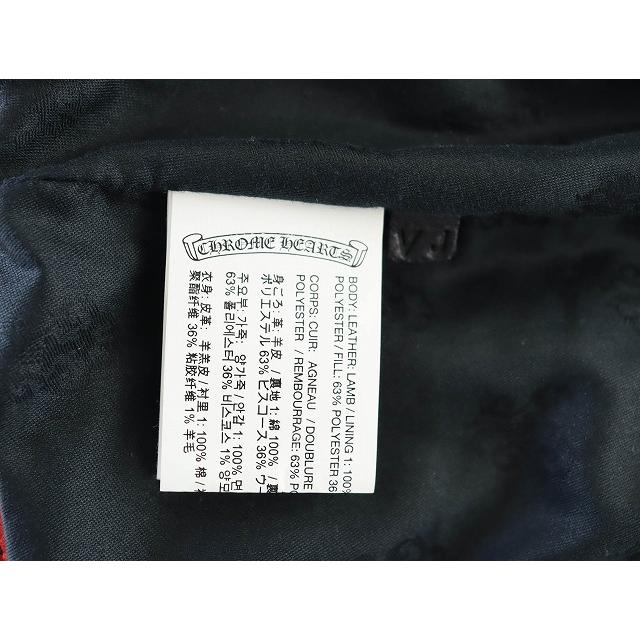 CHROME HEARTS
BODY: LEATHER: LAMB / LINING 1: 100%
POLYESTER / FILL: 63% POLYESTER 36
CORPS: CUIR: AGNEAU / DOUBLURE
POLYESTER / REMBOURRAGE: 63% PO
身ごろ: 革: 羊皮 / 裏地 1: 綿 100% /
ポリエステル 63% ビスコース 36% ウー
주요부: 가죽: 양가죽 / 안감 1: 100% 면
63% 폴리에스터 36% 비스코스 1% 양모
衣身: 皮革: 羊羔皮 / 衬里 1: 100% 棉 / 衬
聚酯纤维 36% 粘胶纤维 1% 羊毛
VJ